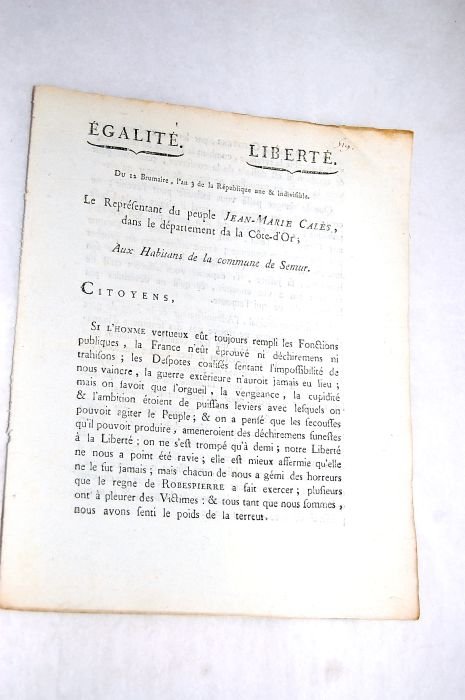 ÉGALITÉ. LIBERTÉ.
Du 12 Brumaire, l'an 3 de la République une & indivisible.
Le Repréſentant du peuple JEAN-MARIE CALÈS,
dans le département da la Côte-d'Or;
Aux Habitans de la commune de Semur.
CITOYENS,
SI L'HOMME vertueux eût toujours rempli les Fonctions
publiques, la France n'eût éprouvé ni déchiremens ni
trahiſons; les Deſpotes coaliſés ſentant l'impoſſibilité de
nous vaincre, la guerre extérieure n'auroit jamais eu lieu;
mais on ſavoit que l'orgueil, la vengeance, la cupidité
& l'ambition étoient de puiſſans leviers avec leſquels on
pouvoit agiter le Peuple; & on a penſé que les ſecouſſes
qu'il pouvoit produire, ameneroient des déchiremens funeſtes
à la Liberté: on ne s'eſt trompé qu'à demi; notre Liberté
ne nous a point été ravie; elle eſt mieux affermie qu'elle
ne le fut jamais; mais chacun de nous a gémi des horreurs
que le regne de ROBESPIERRE a fait exercer; pluſieurs
ont à pleurer des Victimes: & tous tant que nous ſommes,
nous avons ſenti le poids de la terreur.